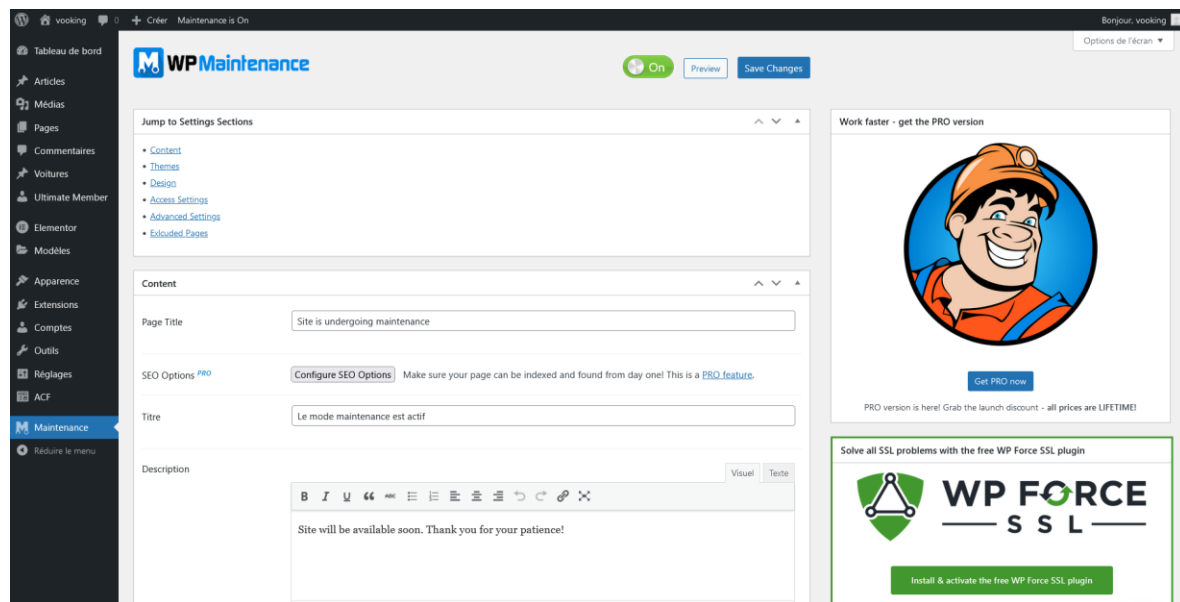 vooking 0 Créer Maintenance is On Bonjour, vooking
Options de l'écran ▼
Tableau de bord
Articles
Médias
Pages
Commentaires
Voitures
Ultimate Member
Elementor
Modèles
Apparence
Extensions
Comptes
Outils
Réglages
ACF
Maintenance
Réduire le menu
WPMaintenance
On
Preview
Save Changes
Jump to Settings Sections
• Content
• Themes
• Design
• Access Settings
• Advanced Settings
• Exlcuded Pages
Content
Page Title
Site is undergoing maintenance
SEO Options PRO
Configure SEO Options Make sure your page can be indexed and found from day one! This is a PRO feature.
Titre
Le mode maintenance est actif
Description
Visuel Texte
B I U ABC
Site will be available soon. Thank you for your patience!
Work faster - get the PRO version
Get PRO now
PRO version is here! Grab the launch discount - all prices are LIFETIME!
Solve all SSL problems with the free WP Force SSL plugin
WP FORCE
SSL
Install & activate the free WP Force SSL plugin